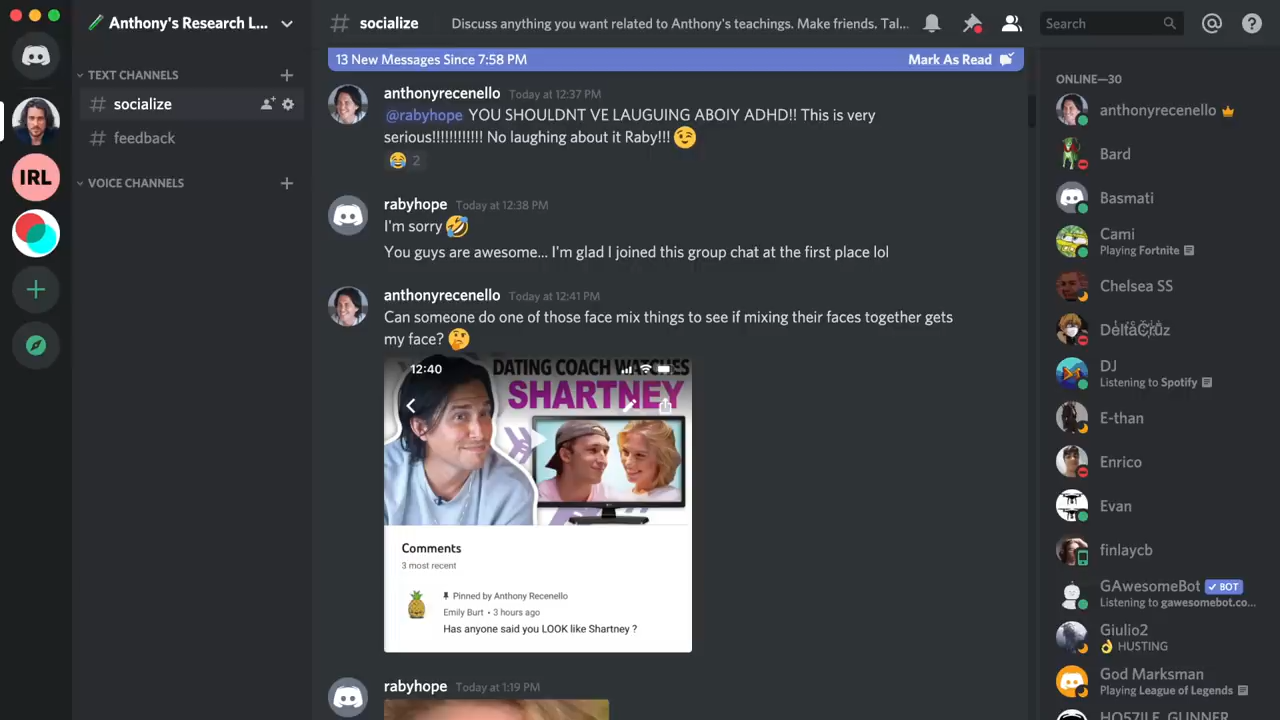 Anthony's Research L...
# socialize
Discuss anything you want related to Anthony's teachings. Make friends. Tal...
Search
IRL
TEXT CHANNELS
# socialize
# feedback
VOICE CHANNELS
13 New Messages Since 7:58 PM
Mark As Read
anthonyrecenello Today at 12:37 PM
@rabyhope YOU SHOULDNT VE LAUGUING ABOIY ADHD!! This is very
serious!!!!!!!!!!!! No laughing about it Raby!!! 😉
😂 2
rabyhope Today at 12:38 PM
I'm sorry 🤣
You guys are awesome... I'm glad I joined this group chat at the first place lol
anthonyrecenello Today at 12:41 PM
Can someone do one of those face mix things to see if mixing their faces together gets
my face? 🤔
12:40
DATING COACH WATCHES
SHARTNEY
Comments
3 most recent
Pinned by Anthony Recenello
Emily Burt • 3 hours ago
Has anyone said you LOOK like Shartney ?
rabyhope Today at 1:19 PM
ONLINE—30
anthonyrecenello
Bard
Basmati
Cami
Playing Fortnite
Chelsea SS
DJ
Listening to Spotify
E-than
Enrico
Evan
finlaycb
GAwesomeBot BOT
Listening to gawesomebot.co...
Giulio2
👌 HUSTING
God Marksman
Playing League of Legends